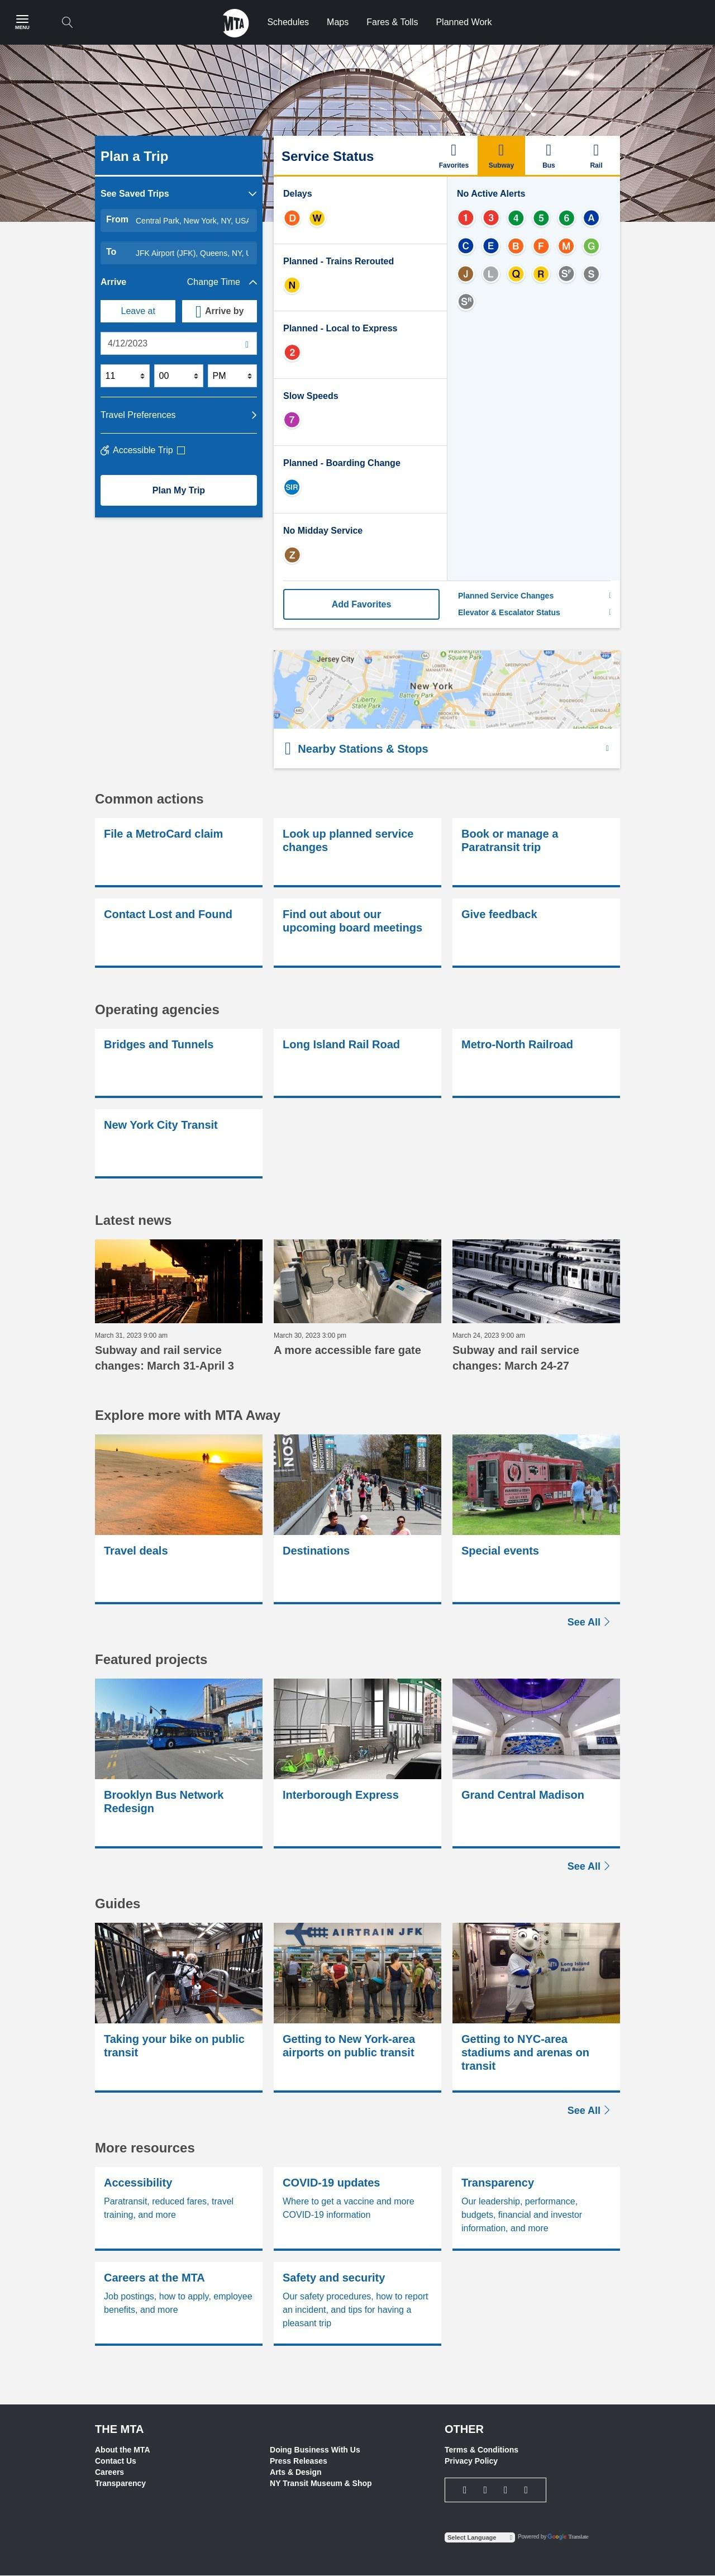 MENU
MTA
Schedules
Maps
Fares & Tolls
Planned Work
Plan a Trip
See Saved Trips
From Central Park, New York, NY, USA
To JFK Airport (JFK), Queens, NY, U
Arrive
Change Time
Leave at
Arrive by
4/12/2023
11
00
PM
Travel Preferences
Accessible Trip
Plan My Trip
Service Status
Favorites
Subway
Bus
Rail
Delays
D W
Planned - Trains Rerouted
N
Planned - Local to Express
2
Slow Speeds
7
Planned - Boarding Change
SIR
No Midday Service
Z
No Active Alerts
1 3 4 5 6 A
C E B F M G
J L Q R SF S
SR
Add Favorites
Planned Service Changes
Elevator & Escalator Status
Jersey City
New York
Liberty
State Park
Battery Park
WILLIAMSBURG
Nearby Stations & Stops
Common actions
File a MetroCard claim
Look up planned service
changes
Book or manage a
Paratransit trip
Contact Lost and Found
Find out about our
upcoming board meetings
Give feedback
Operating agencies
Bridges and Tunnels
Long Island Rail Road
Metro-North Railroad
New York City Transit
Latest news
March 31, 2023 9:00 am
Subway and rail service
changes: March 31-April 3
March 30, 2023 3:00 pm
A more accessible fare gate
March 24, 2023 9:00 am
Subway and rail service
changes: March 24-27
Explore more with MTA Away
Travel deals
Destinations
Special events
See All
Featured projects
Brooklyn Bus Network
Redesign
Interborough Express
Grand Central Madison
See All
Guides
AIRTRAIN JFK
Long Island
Rail Road
Taking your bike on public
transit
Getting to New York-area
airports on public transit
Getting to NYC-area
stadiums and arenas on
transit
See All
More resources
Accessibility
Paratransit, reduced fares, travel
training, and more
COVID-19 updates
Where to get a vaccine and more
COVID-19 information
Transparency
Our leadership, performance,
budgets, financial and investor
information, and more
Careers at the MTA
Job postings, how to apply, employee
benefits, and more
Safety and security
Our safety procedures, how to report
an incident, and tips for having a
pleasant trip
THE MTA
About the MTA
Contact Us
Careers
Transparency
Doing Business With Us
Press Releases
Arts & Design
NY Transit Museum & Shop
OTHER
Terms & Conditions
Privacy Policy
Select Language
Powered by Google Translate